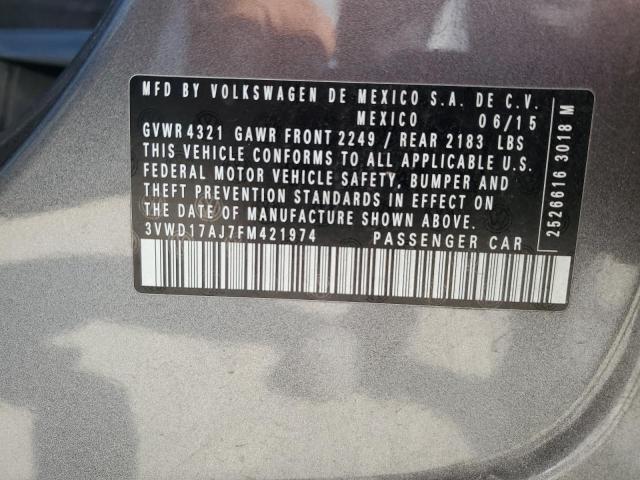 MFD BY VOLKSWAGEN DE MEXICO S.A. DE C.V.
MEXICO 06/15
GVWR 4321 GAWR FRONT 2249 / REAR 2183 LBS
THIS VEHICLE CONFORMS TO ALL APPLICABLE U.S.
FEDERAL MOTOR VEHICLE SAFETY, BUMPER AND
THEFT PREVENTION STANDARDS IN EFFECT ON
THE DATE OF MANUFACTURE SHOWN ABOVE.
3VWD17AJ7FM421974 PASSENGER CAR
2526616 3018 M